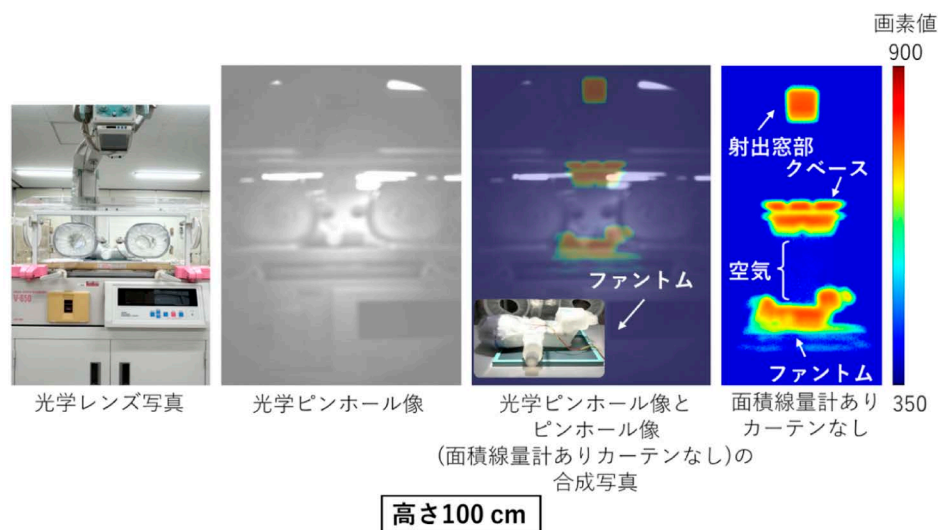 画素値
900
射出窓部
クベース
空気
ファントム
ファントム
350
光学レンズ写真
光学ピンホール像
光学ピンホール像と
ピンホール像
(面積線量計ありカーテンなし)の
合成写真
面積線量計あり
カーテンなし
高さ100 cm